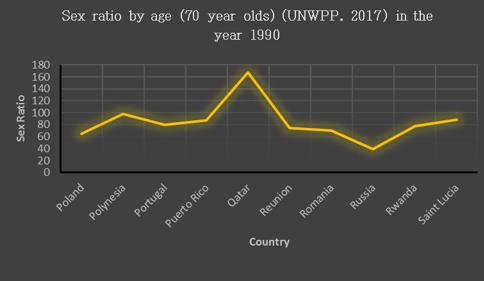 Sex ratio by age (70 year olds) (UNWPP, 2017) in the
year 1990
180
160
140
120
100
80
60
40
20
0
Sex Ratio
Poland
Polynesia
Portugal
Puerto Rico
Qatar
Reunion
Romania
Russia
Rwanda
Saint Lucia
Country